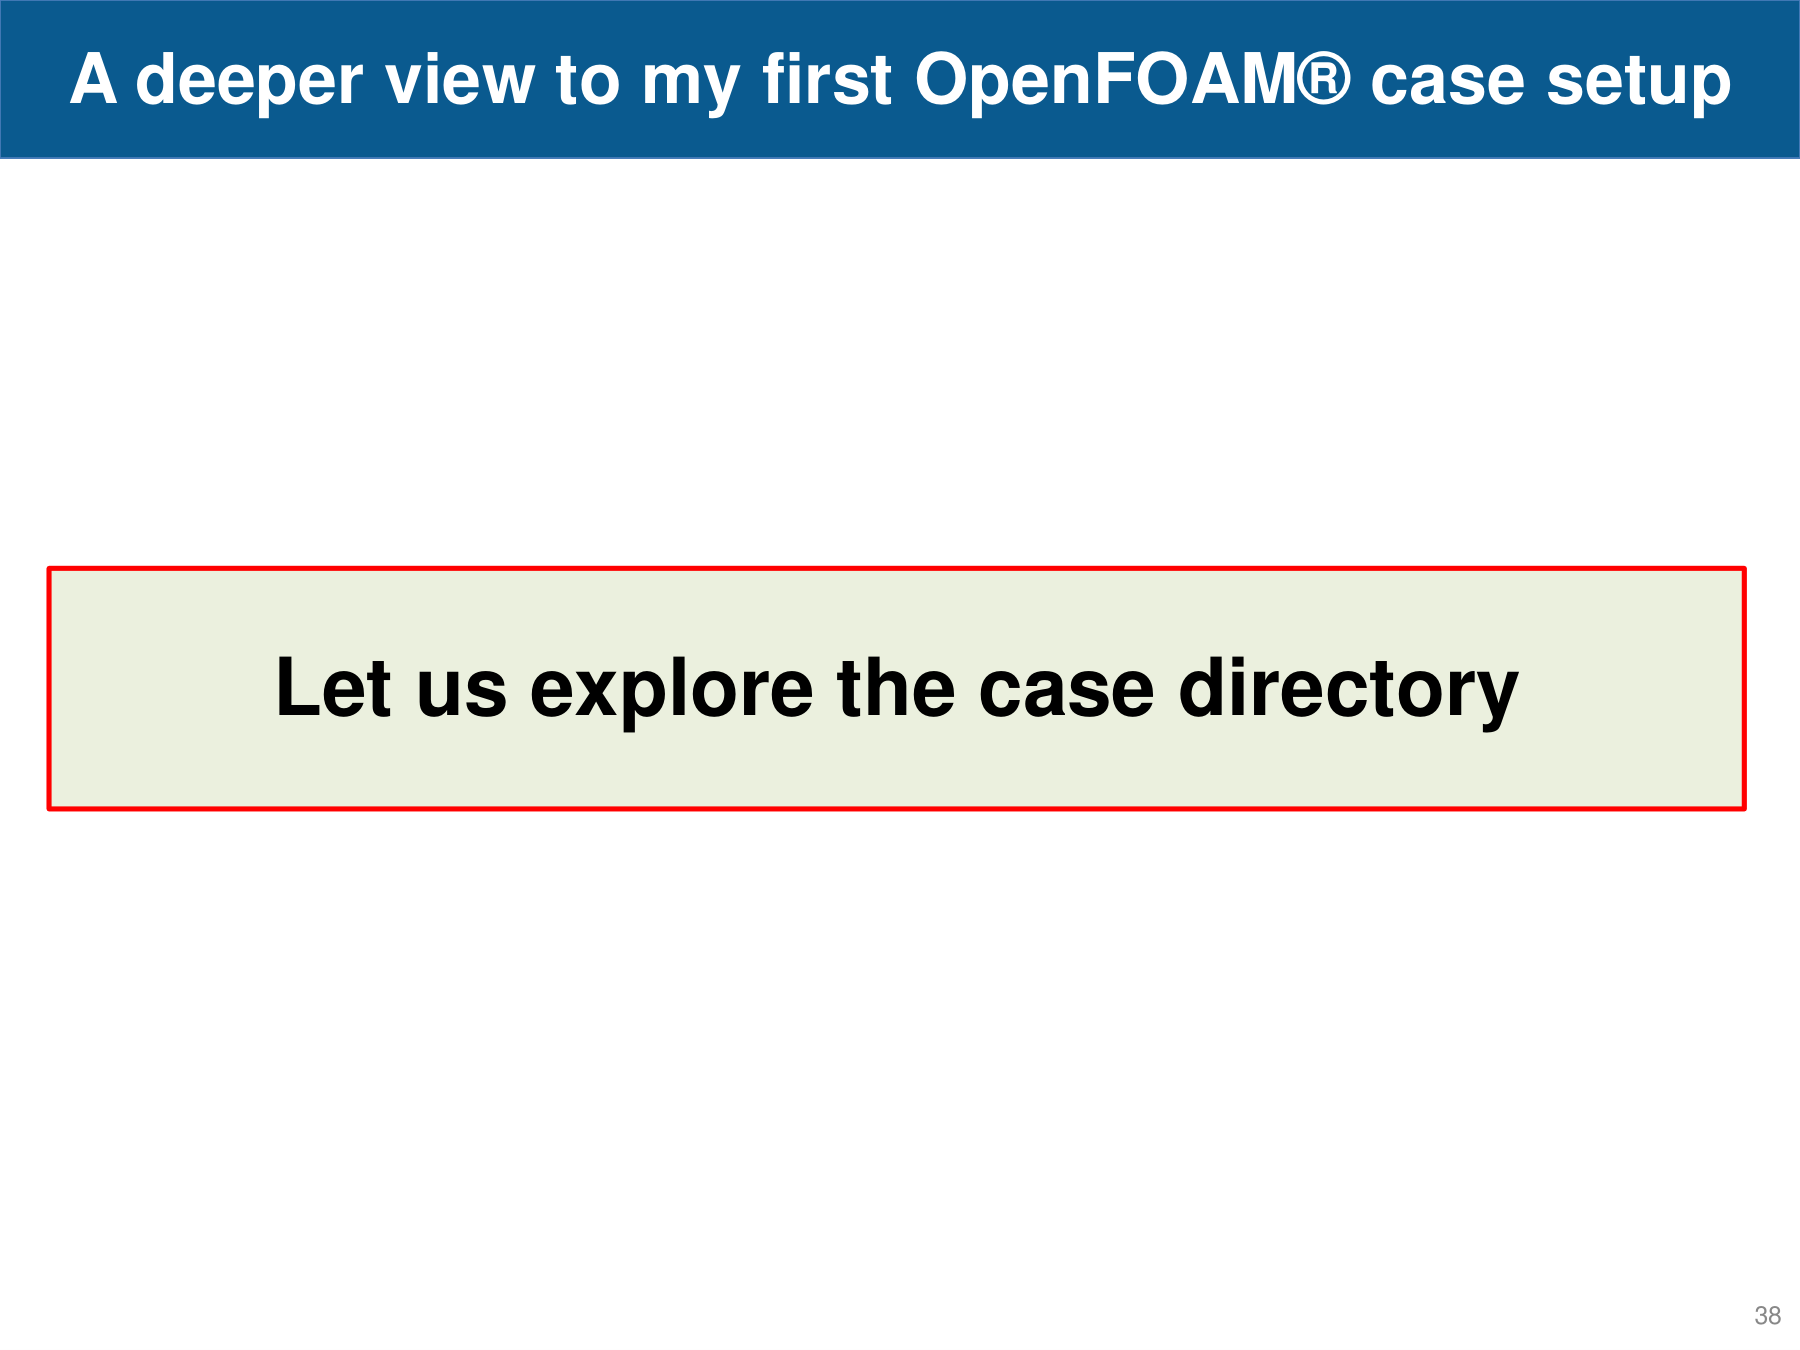 A deeper view to my first OpenFOAM® case setup
Let us explore the case directory
38